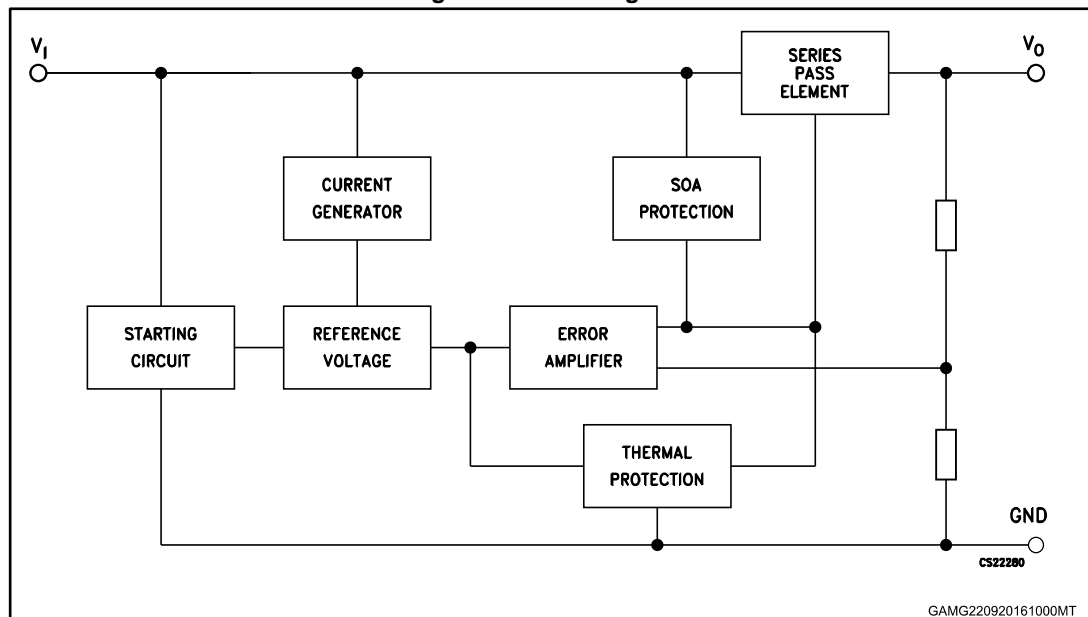 V_I
SERIES
PASS
ELEMENT
V_O
CURRENT
GENERATOR
SOA
PROTECTION
STARTING
CIRCUIT
REFERENCE
VOLTAGE
ERROR
AMPLIFIER
THERMAL
PROTECTION
GND
CS22280
GAMG220920161000MT